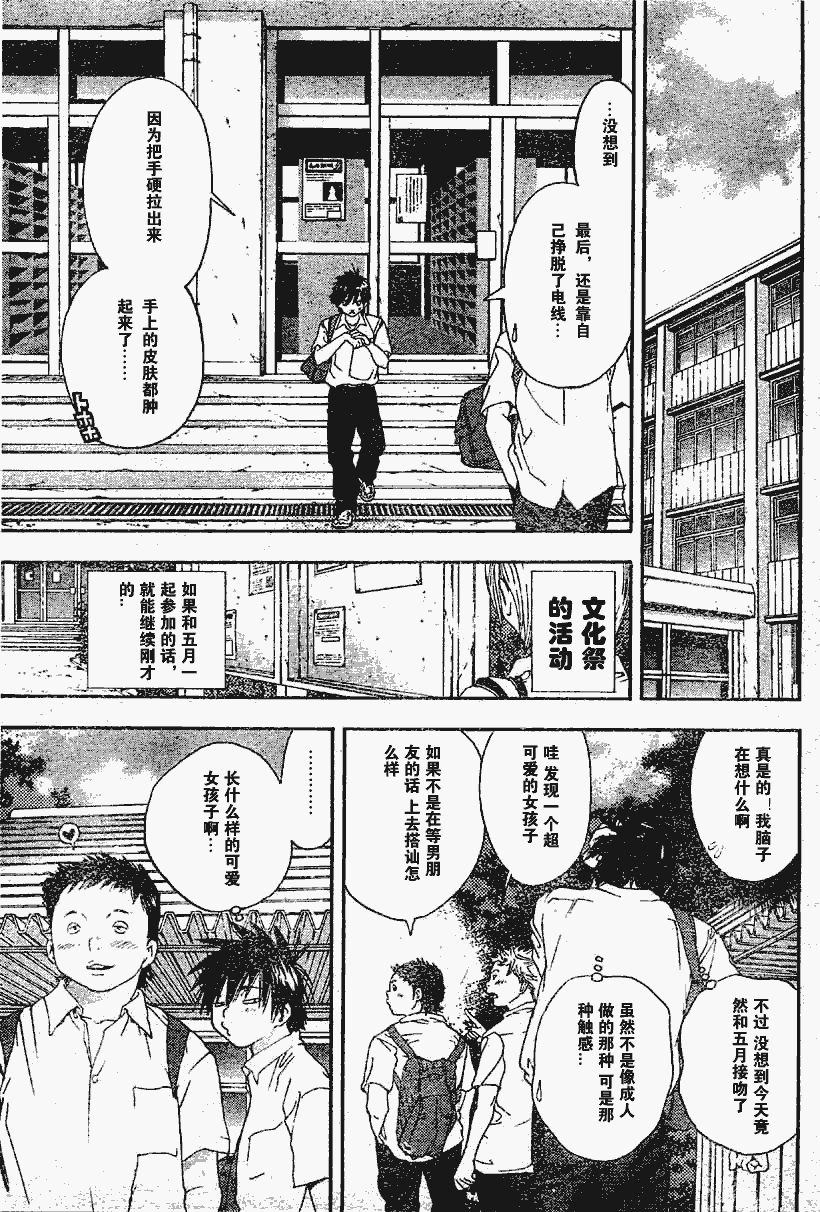 …没想到
最后，还是靠自
己挣脱了电线…
因为把手硬拉出来
手上的皮肤都肿
起来了……
文化祭
的活动
如果和五月一
起参加的话，
就能继续刚才
的…
真是的！我脑子
在想什么啊
不过 没想到今天竟
然和五月接吻了
虽然不是像成人
做的那种 可是那
种触感…
哇 发现一个超
可爱的女孩子
如果不是在等男朋
友的话 上去搭讪怎
么样
…………
长什么样的可爱
女孩子啊…